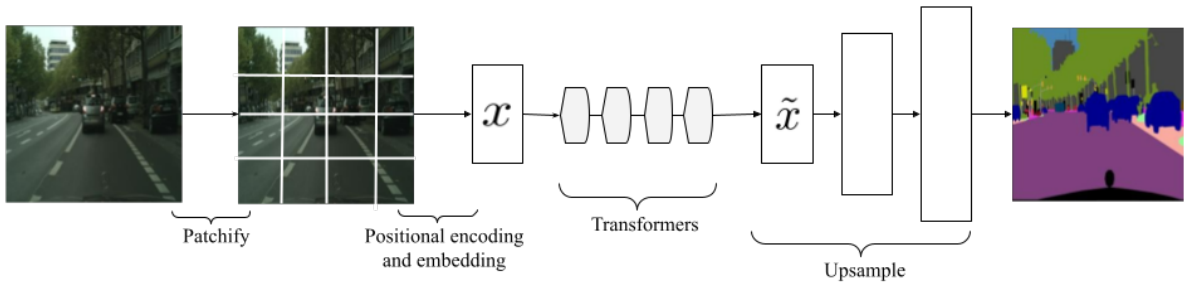 x
x̃
Patchify
Positional encoding
and embedding
Transformers
Upsample